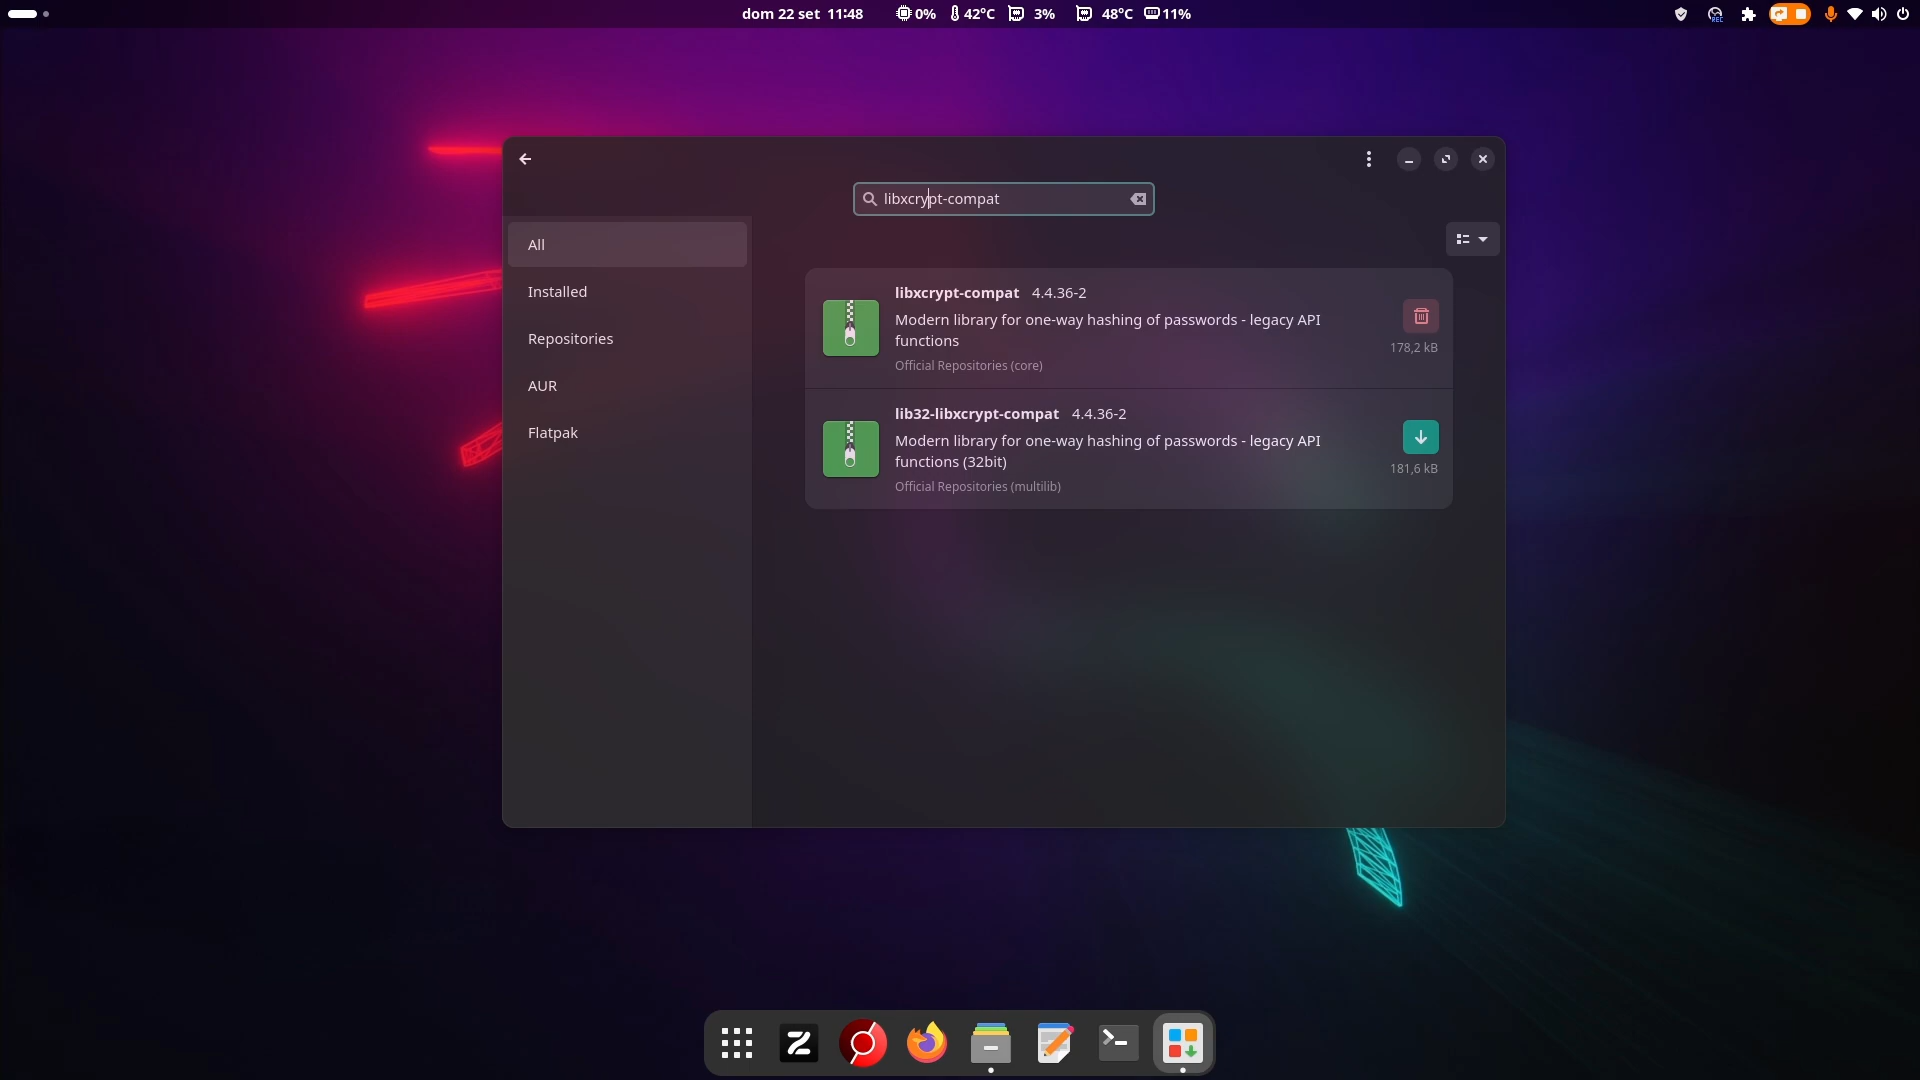 dom 22 set 11:48 0% 42°C 3% 48°C 11%
REC
libxcrypt-compat
All
Installed
Repositories
AUR
Flatpak
libxcrypt-compat 4.4.36-2
Modern library for one-way hashing of passwords - legacy API
functions
178,2 kB
Official Repositories (core)
lib32-libxcrypt-compat 4.4.36-2
Modern library for one-way hashing of passwords - legacy API
functions (32bit)
181,6 kB
Official Repositories (multilib)